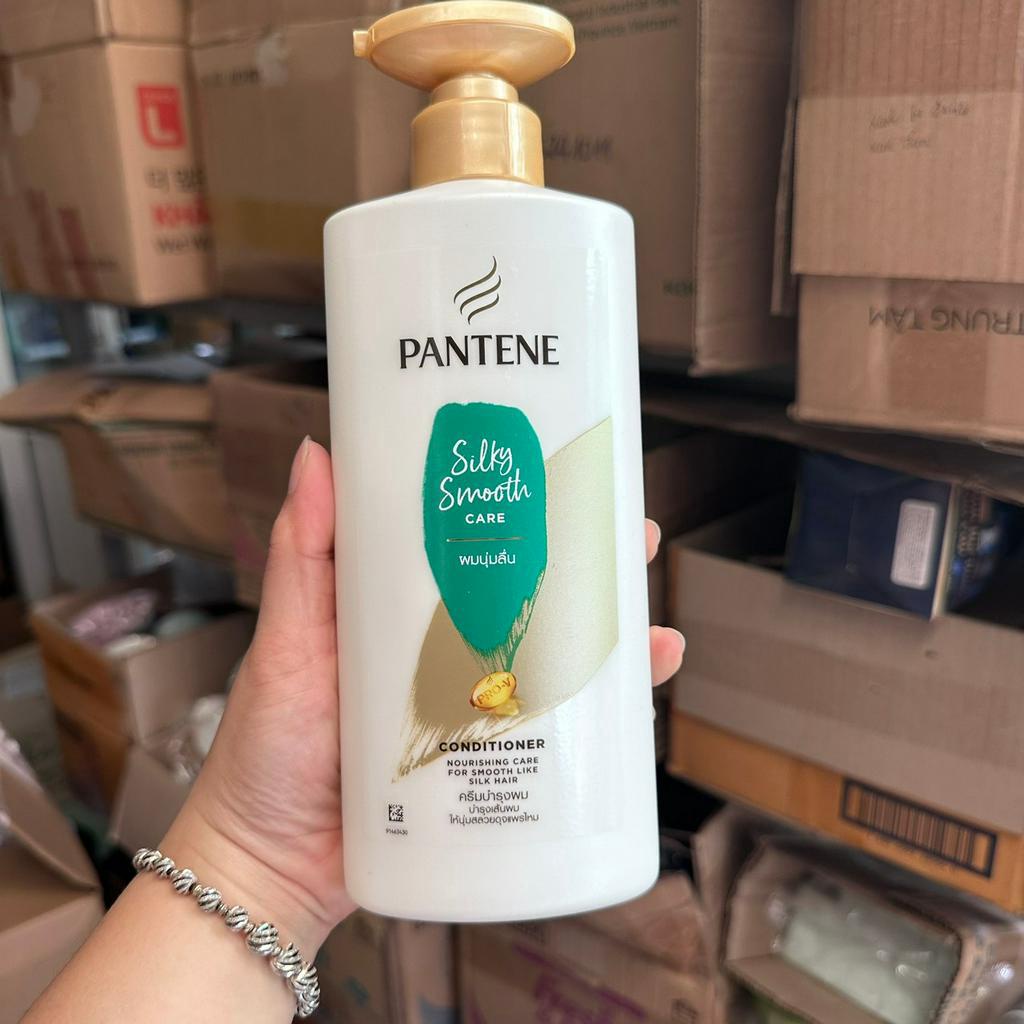 PANTENE
Silky
Smooth
CARE
ผมนุ่มลื่น
PRO-V
CONDITIONER
NOURISHING CARE
FOR SMOOTH LIKE
SILK HAIR
ครีมบำรุงผม
บำรุงเส้นผม
ให้นุ่มสลวยดุจแพรไหม
91463430
TRUNG TÂM